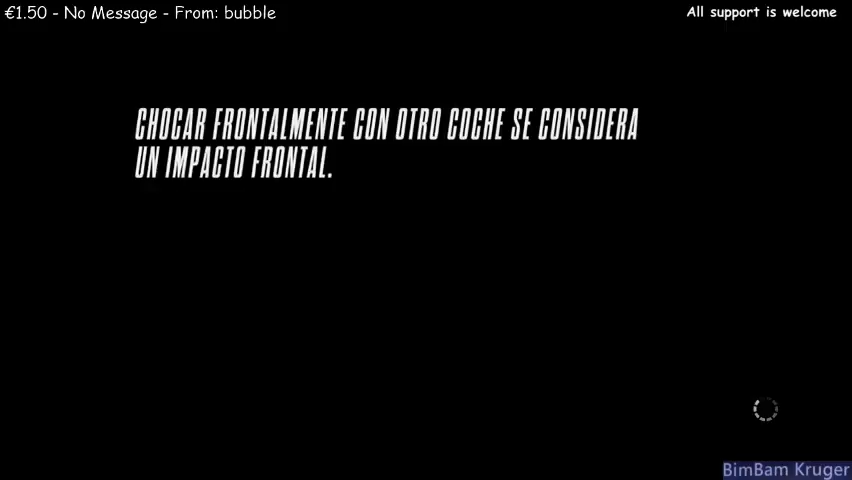 €1.50 - No Message - From: bubble
All support is welcome
CHOCAR FRONTALMENTE CON OTRO COCHE SE CONSIDERA
UN IMPACTO FRONTAL.
BimBam Kruger